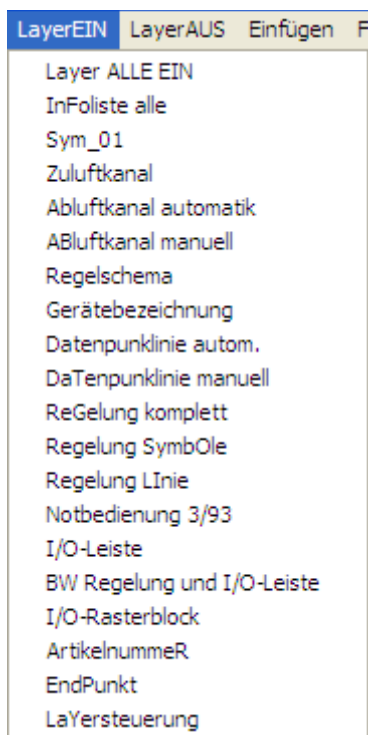 LayerEIN LayerAUS Einfügen F
Layer ALLE EIN
InFoliste alle
Sym_01
Zuluftkanal
Abluftkanal automatik
ABluftkanal manuell
Regelschema
Gerätebezeichnung
Datenpunklinie autom.
DaTenpunklinie manuell
ReGelung komplett
Regelung SymbOle
Regelung LInie
Notbedienung 3/93
I/O-Leiste
BW Regelung und I/O-Leiste
I/O-Rasterblock
ArtikelnummeR
EndPunkt
LaYersteuerung